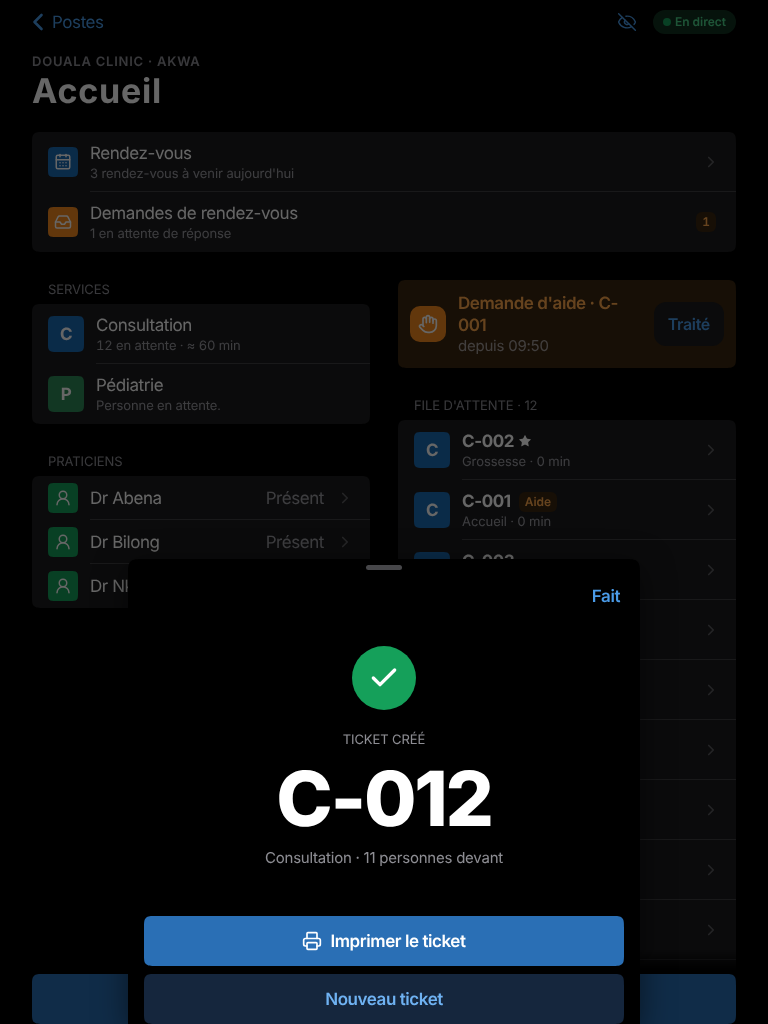 Postes
En direct
DOUALA CLINIC · AKWA
Accueil
Rendez-vous
3 rendez-vous à venir aujourd'hui
Demandes de rendez-vous
1 en attente de réponse
1
SERVICES
C
Consultation
12 en attente · ≈ 60 min
P
Pédiatrie
Personne en attente.
PRATICIENS
Dr Abena
Présent
Dr Bilong
Présent
Dr
Demande d'aide · C-
001
depuis 09:50
Traité
FILE D'ATTENTE · 12
C
C-002 ★
Grossesse · 0 min
C
C-001 Aide
Accueil · 0 min
Fait
TICKET CRÉÉ
C-012
Consultation · 11 personnes devant
Imprimer le ticket
Nouveau ticket